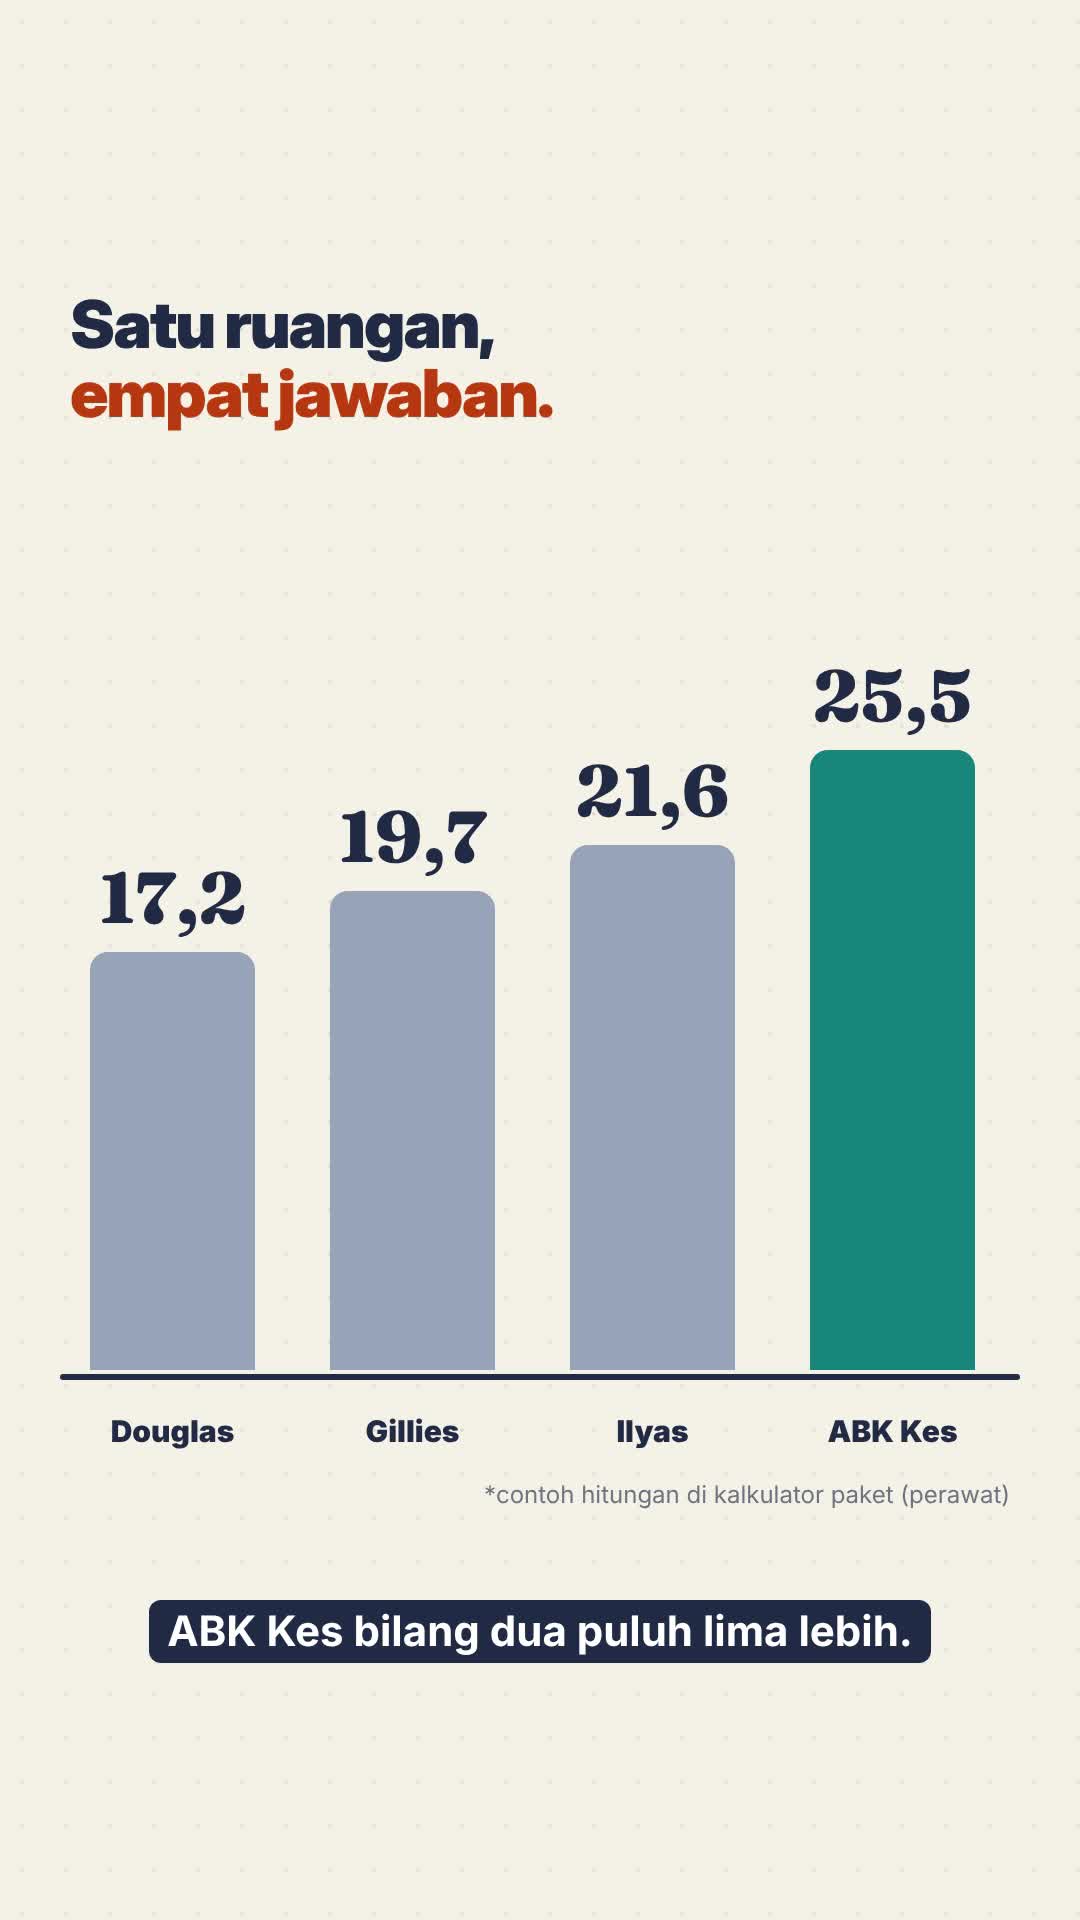 Satu ruangan,
empat jawaban.
17,2
19,7
21,6
25,5
Douglas
Gillies
Ilyas
ABK Kes
*contoh hitungan di kalkulator paket (perawat)
ABK Kes bilang dua puluh lima lebih.